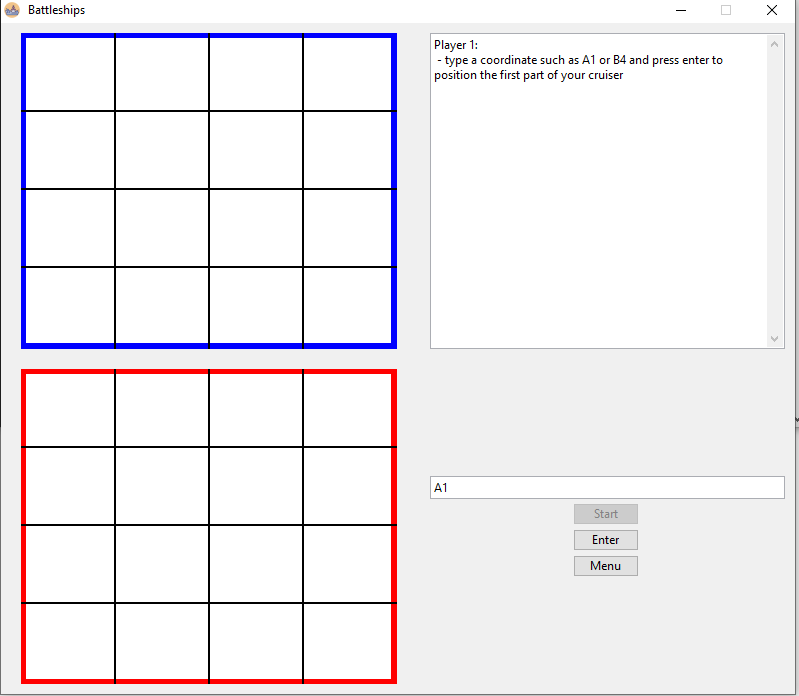 Battleships
Player 1:
- type a coordinate such as A1 or B4 and press enter to
position the first part of your cruiser
A1
Start
Enter
Menu